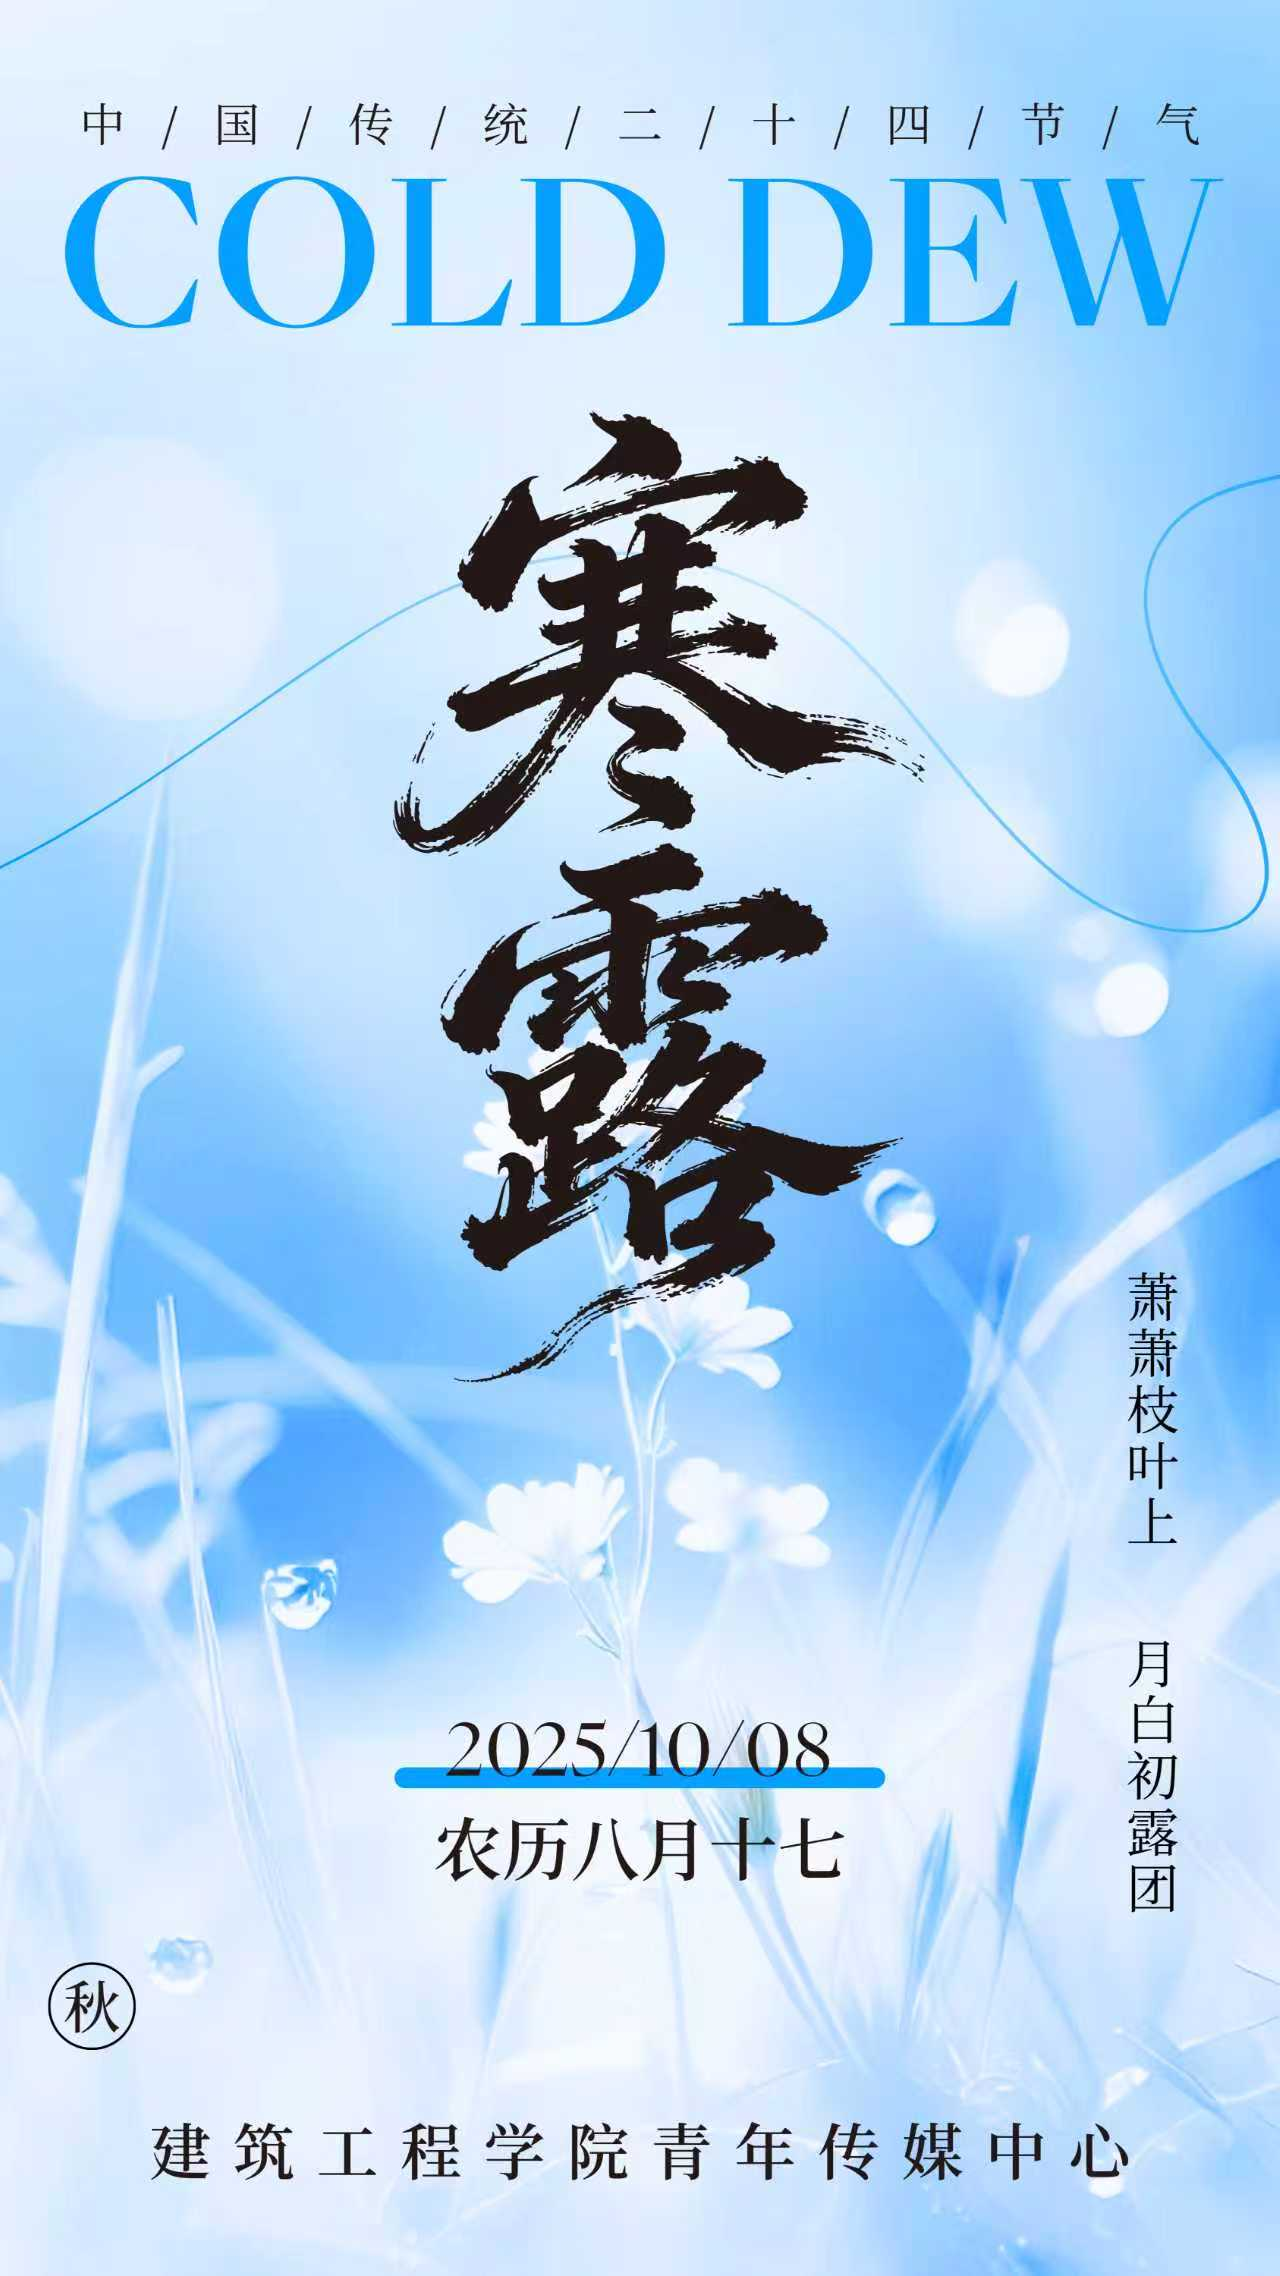 中/国/传/统/二/十/四/节/气
COLD DEW
寒露
萧萧枝叶上 月白初露团
2025/10/08
农历八月十七
秋
建筑工程学院青年传媒中心